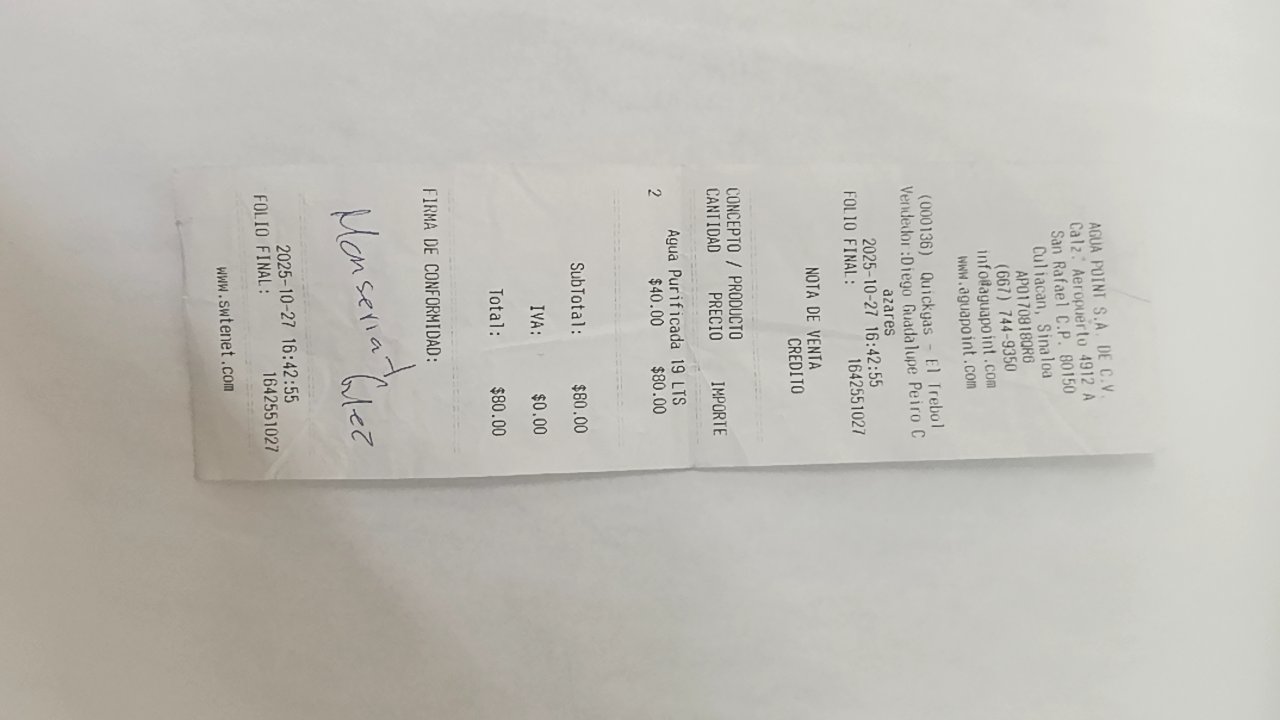 AGUA POINT S.A. DE C.V.
Calz. Aeropuerto 4912 A
San Rafael C.P. 80150
Culiacan, Sinaloa
APO170818QR6
(667) 744-9350
info@aguapoint.com
www.aguapoint.com
(000136) Quickgas - El Trebol
Vendedor:Diego Guadalupe Peiro C
azares
2025-10-27 16:42:55
FOLIO FINAL: 1642551027
NOTA DE VENTA
CREDITO
CONCEPTO / PRODUCTO
CANTIDAD PRECIO IMPORTE
Agua Purificada 19 LTS
2 $40.00 $80.00
SubTotal: $80.00
IVA: $0.00
Total: $80.00
FIRMA DE CONFORMIDAD:
Monserrat
2025-10-27 16:42:55
FOLIO FINAL: 1642551027
www.swtenet.com